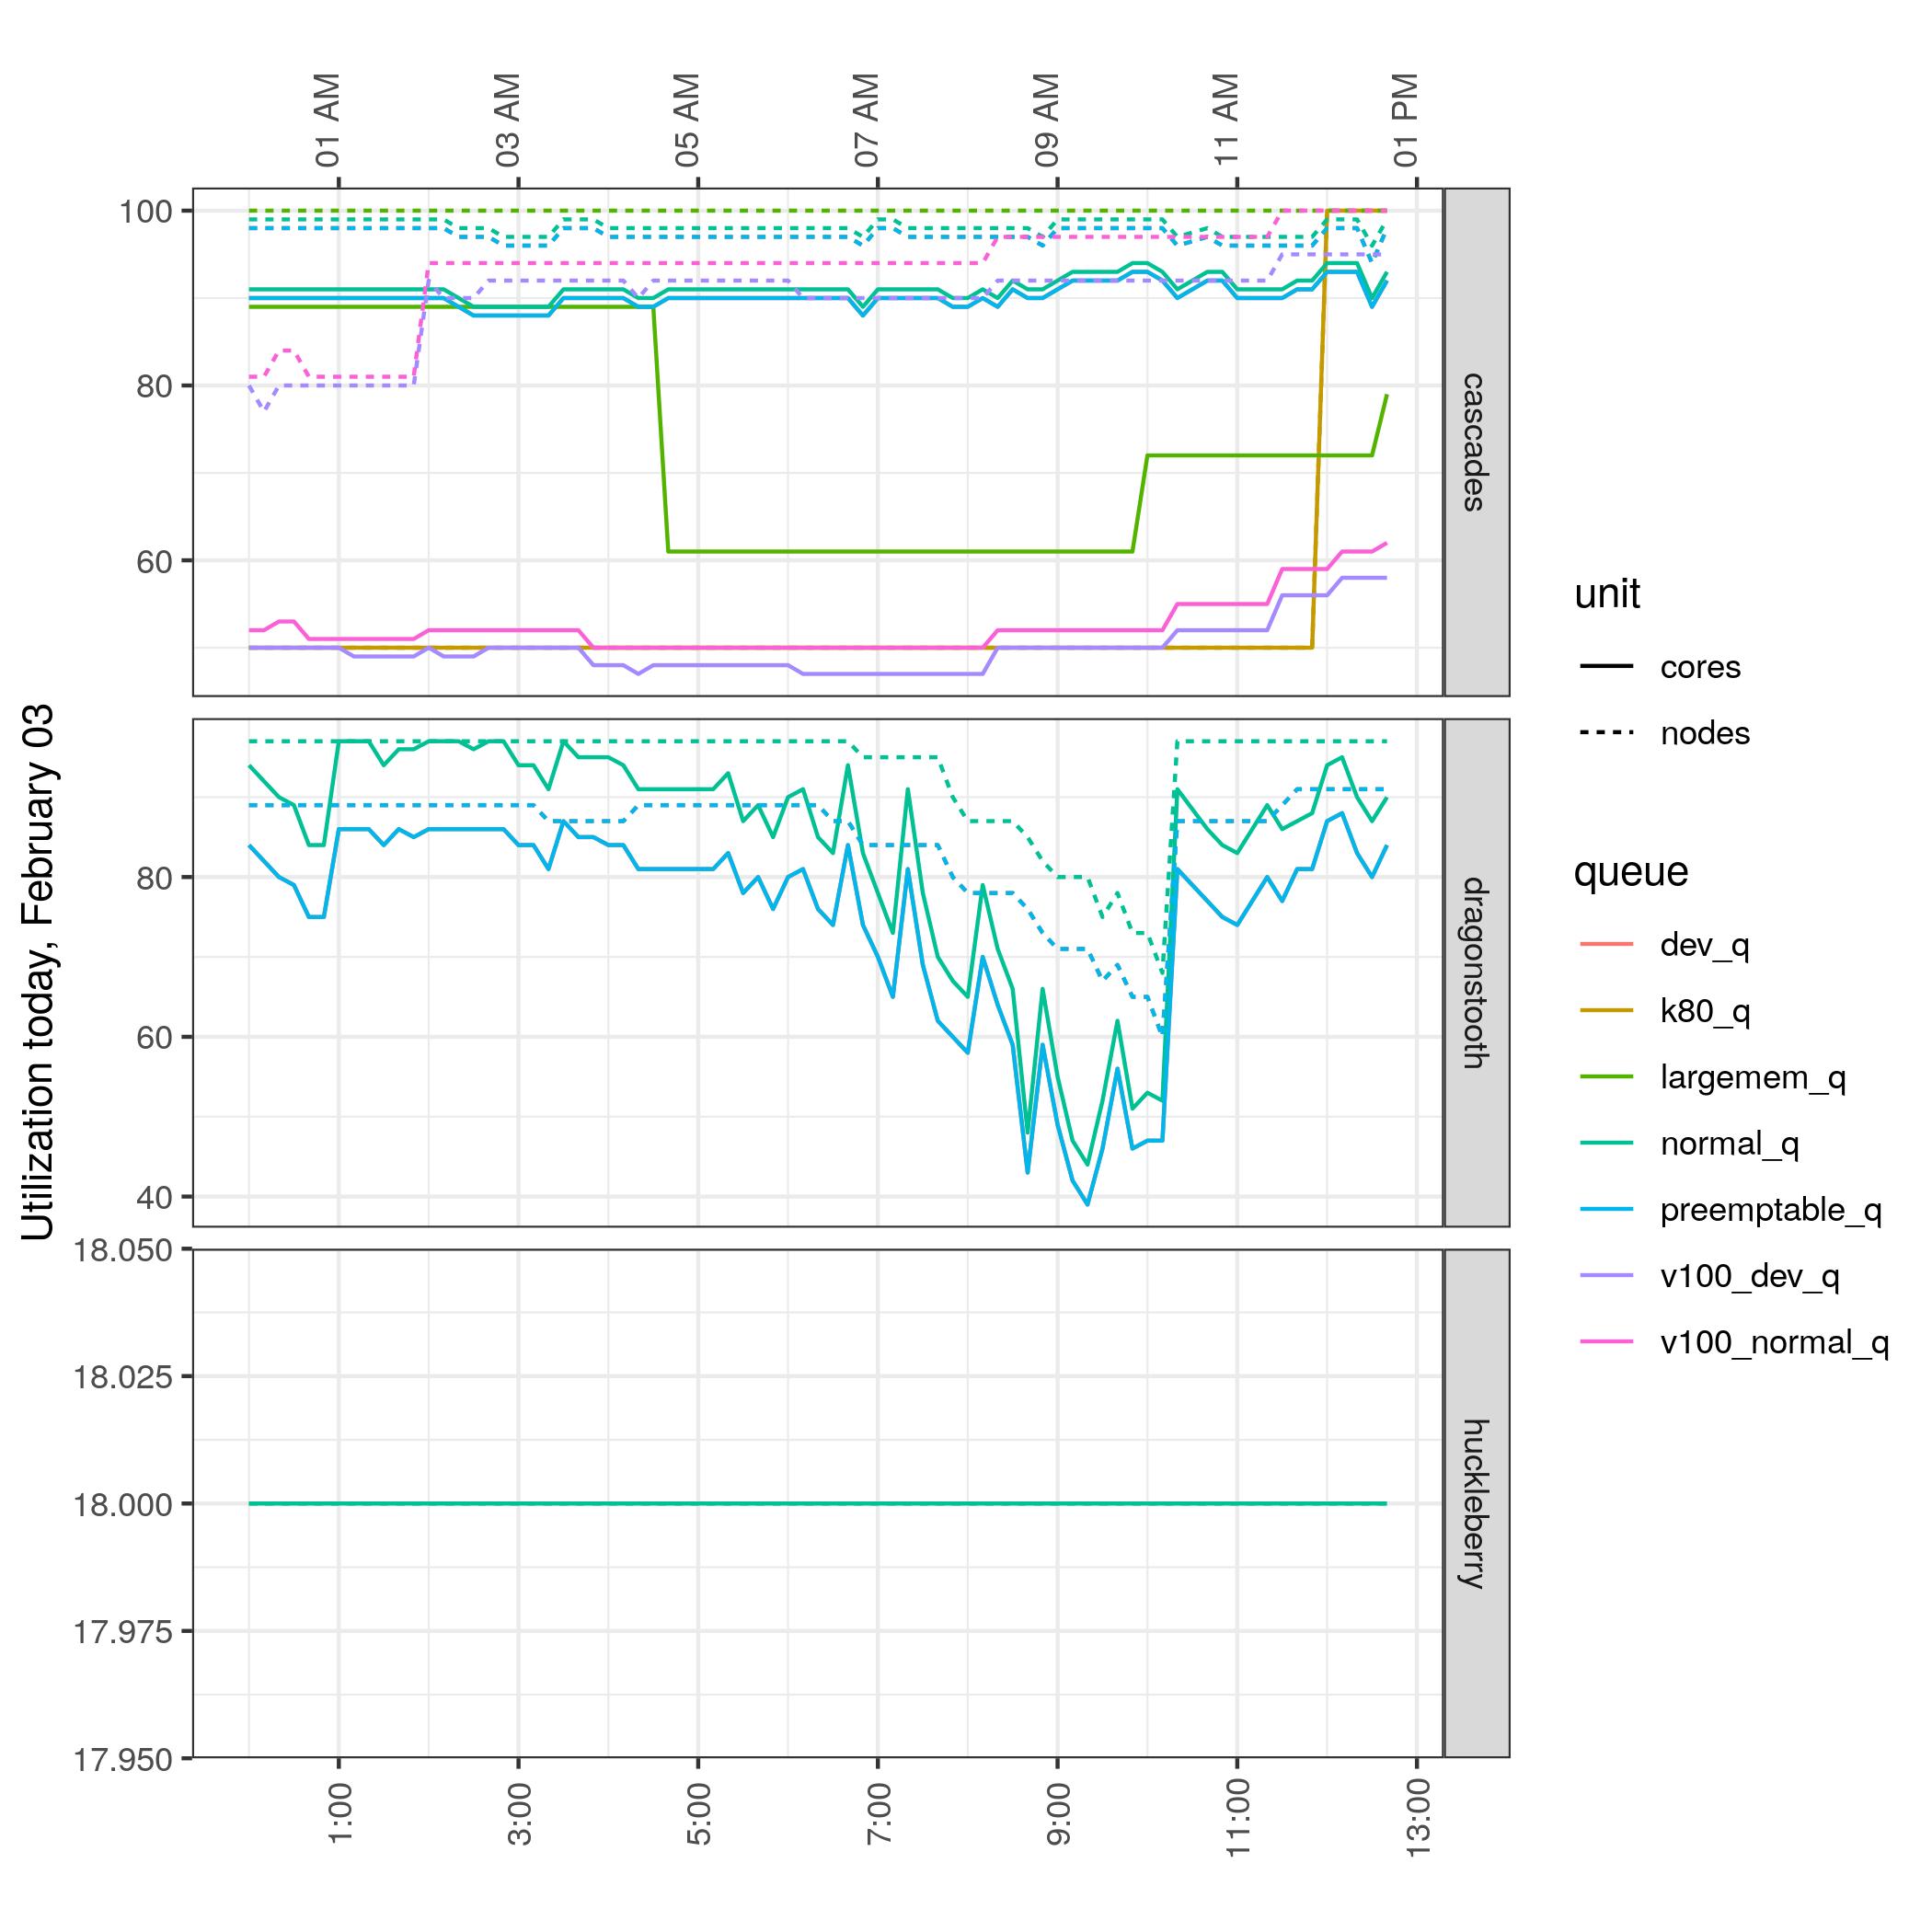 01 AM
03 AM
05 AM
07 AM
09 AM
11 AM
01 PM
Utilization today, February 03
100
80
60
cascades
80
60
40
dragonstooth
18.050
18.025
18.000
17.975
17.950
huckleberry
1:00
3:00
5:00
7:00
9:00
11:00
13:00
unit
cores
nodes
queue
dev_q
k80_q
largemem_q
normal_q
preemptable_q
v100_dev_q
v100_normal_q